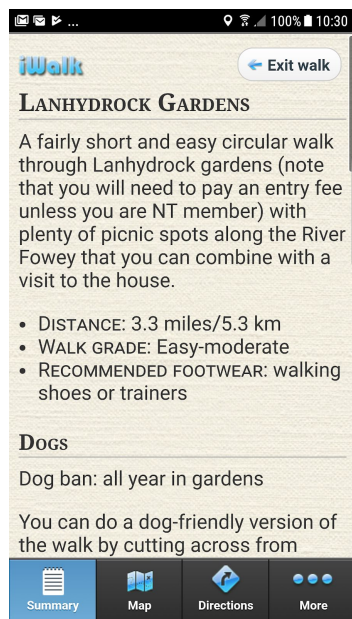 ... 100% 10:30
iWalk
Exit walk
LANHYDROCK GARDENS
A fairly short and easy circular walk
through Lanhydrock gardens (note
that you will need to pay an entry fee
unless you are NT member) with
plenty of picnic spots along the River
Fowey that you can combine with a
visit to the house.
• DISTANCE: 3.3 miles/5.3 km
• WALK GRADE: Easy-moderate
• RECOMMENDED FOOTWEAR: walking
shoes or trainers
DOGS
Dog ban: all year in gardens
You can do a dog-friendly version of
the walk by cutting across from
Summary Map Directions More